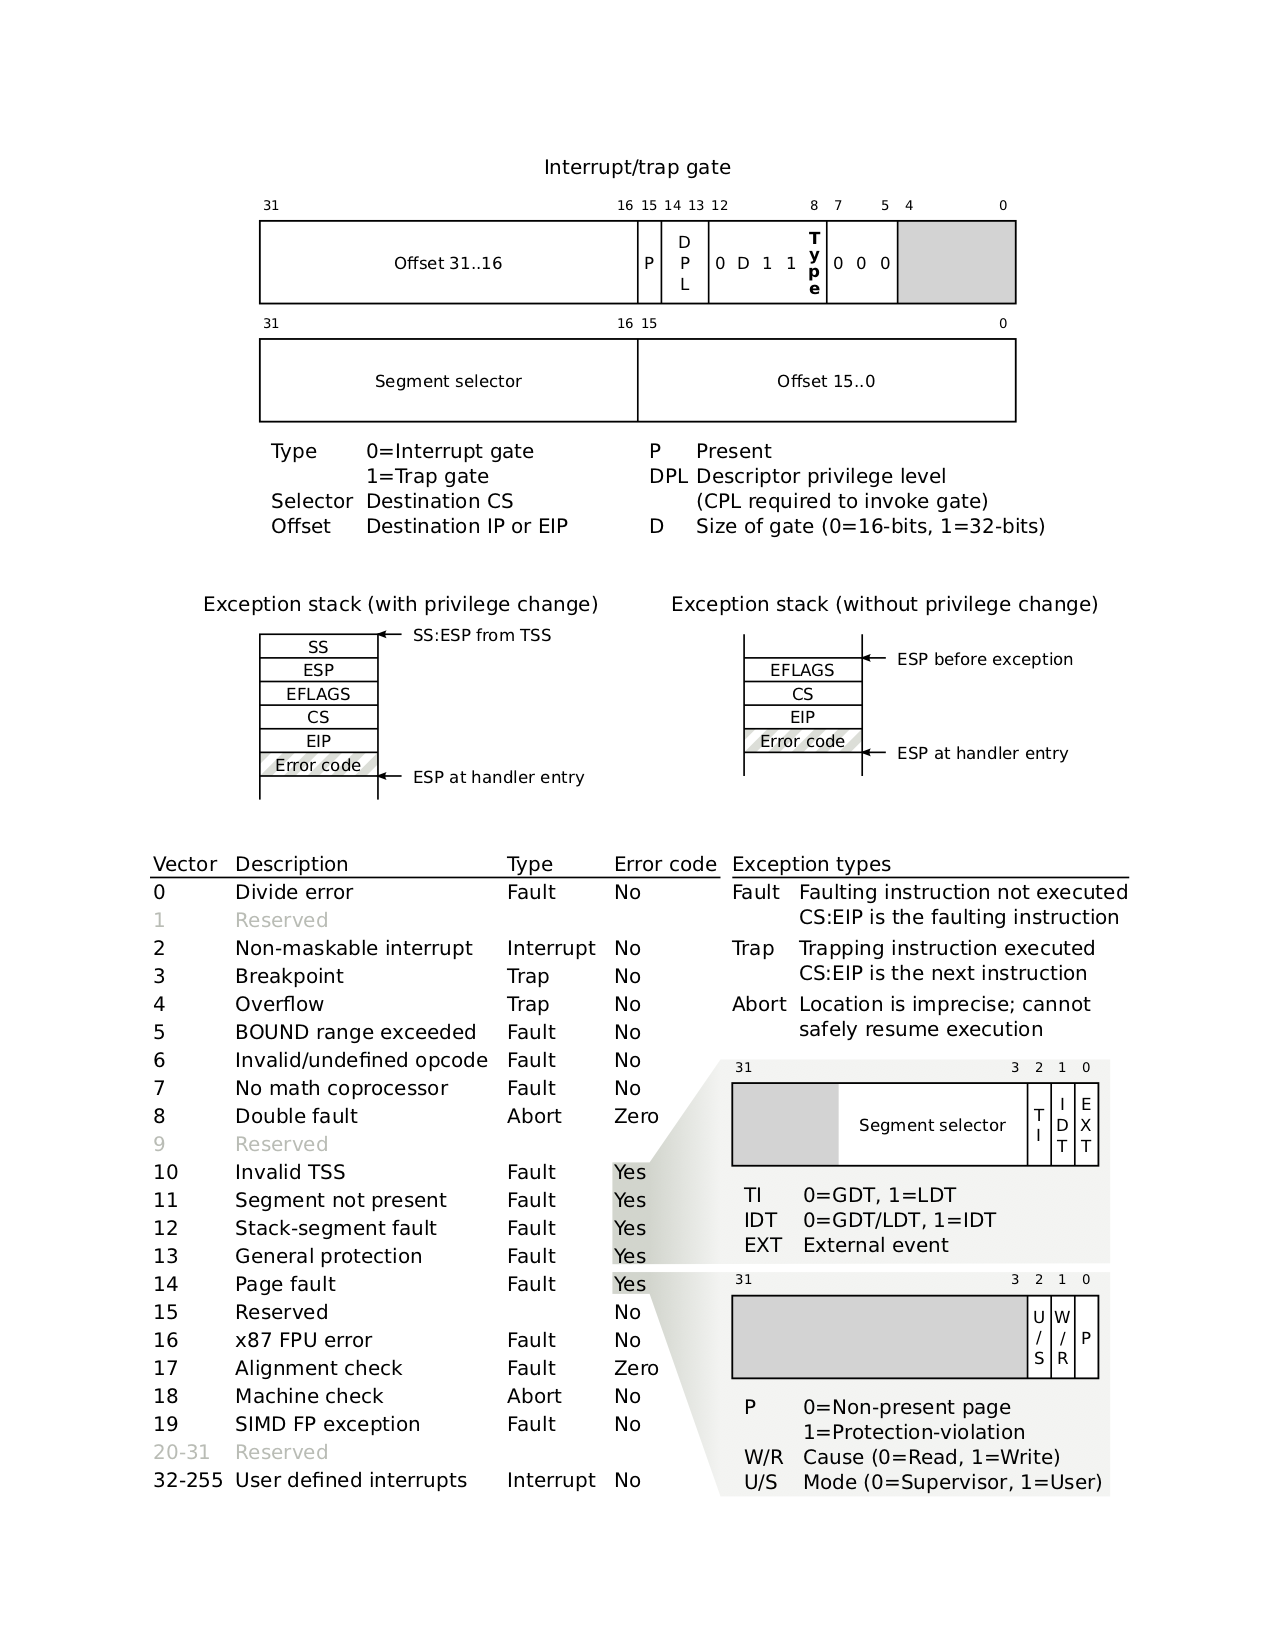 Interrupt/trap gate
31 16 15 14 13 12 8 7 5 4 0
Offset 31..16 P DPL 0 D 1 1 Type 0 0 0
31 16 15 0
Segment selector Offset 15..0
Type 0=Interrupt gate
1=Trap gate
Selector Destination CS
Offset Destination IP or EIP
P Present
DPL Descriptor privilege level
(CPL required to invoke gate)
D Size of gate (0=16-bits, 1=32-bits)
Exception stack (with privilege change)
SS:ESP from TSS
SS
ESP
EFLAGS
CS
EIP
Error code
ESP at handler entry
Exception stack (without privilege change)
ESP before exception
EFLAGS
CS
EIP
Error code
ESP at handler entry
Vector Description Type Error code
0 Divide error Fault No
1 Reserved
2 Non-maskable interrupt Interrupt No
3 Breakpoint Trap No
4 Overflow Trap No
5 BOUND range exceeded Fault No
6 Invalid/undefined opcode Fault No
7 No math coprocessor Fault No
8 Double fault Abort Zero
9 Reserved
10 Invalid TSS Fault Yes
11 Segment not present Fault Yes
12 Stack-segment fault Fault Yes
13 General protection Fault Yes
14 Page fault Fault Yes
15 Reserved No
16 x87 FPU error Fault No
17 Alignment check Fault Zero
18 Machine check Abort No
19 SIMD FP exception Fault No
20-31 Reserved
32-255 User defined interrupts Interrupt No
Exception types
Fault Faulting instruction not executed
CS:EIP is the faulting instruction
Trap Trapping instruction executed
CS:EIP is the next instruction
Abort Location is imprecise; cannot
safely resume execution
31 3 2 1 0
Segment selector TI IDT EXT
TI 0=GDT, 1=LDT
IDT 0=GDT/LDT, 1=IDT
EXT External event
31 3 2 1 0
U/S W/R P
P 0=Non-present page
1=Protection-violation
W/R Cause (0=Read, 1=Write)
U/S Mode (0=Supervisor, 1=User)